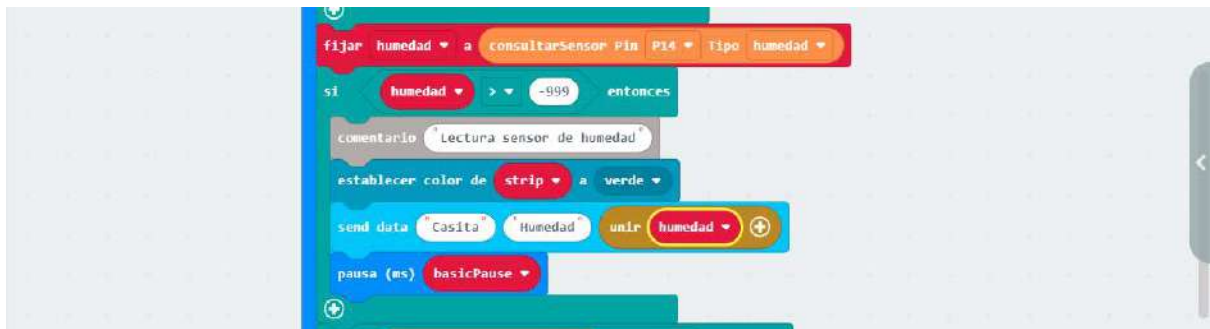 fijar humedad a consultarSensor Pin P14 Tipo humedad
si humedad > -999 entonces
comentario "Lectura sensor de humedad"
establecer color de strip a verde
send data "Casita" "Humedad" unir humedad
pausa (ms) basicPause